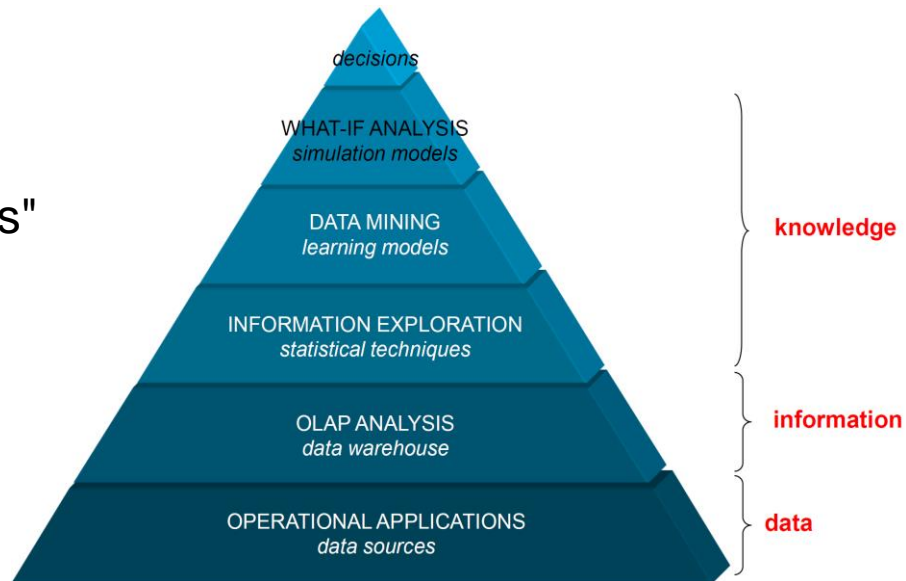 decisions
WHAT-IF ANALYSIS
simulation models
s"
DATA MINING
learning models
knowledge
INFORMATION EXPLORATION
statistical techniques
OLAP ANALYSIS
data warehouse
information
OPERATIONAL APPLICATIONS
data sources
data